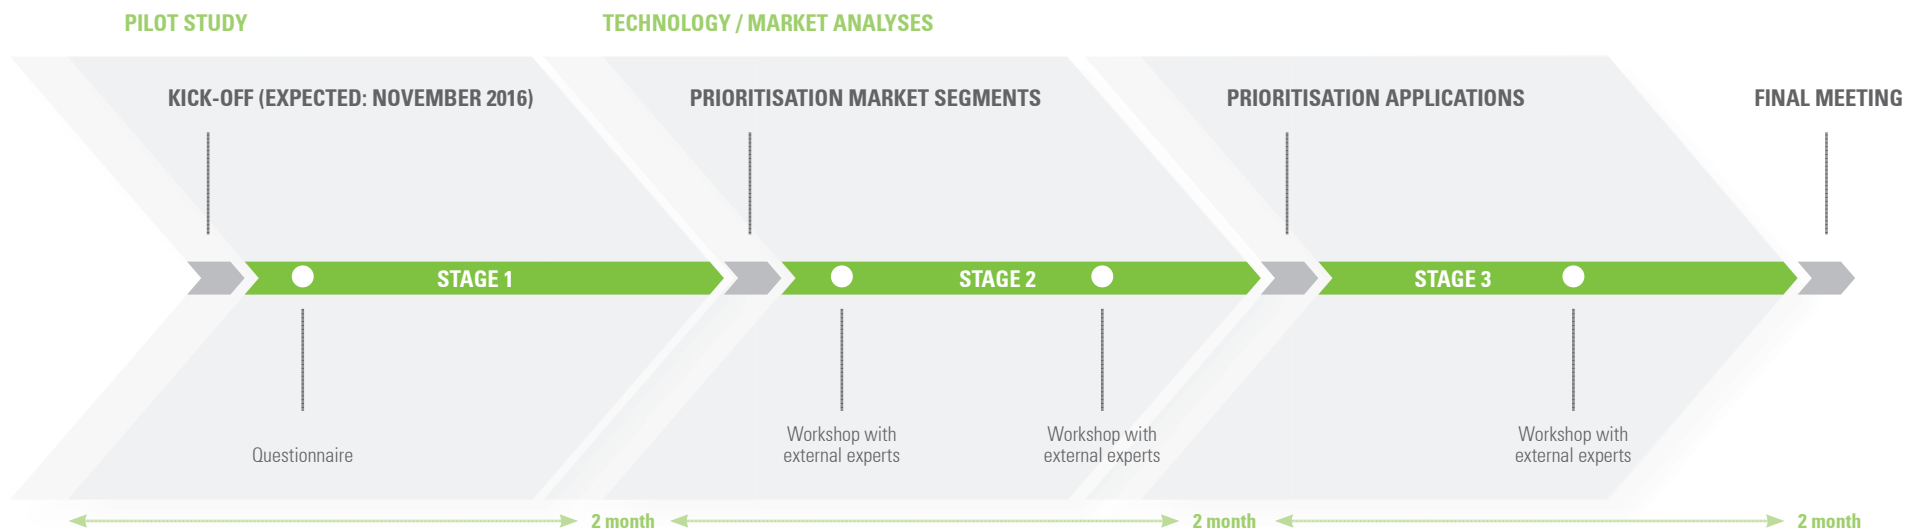 PILOT STUDY
TECHNOLOGY / MARKET ANALYSES
KICK-OFF (EXPECTED: NOVEMBER 2016)
PRIORITISATION MARKET SEGMENTS
PRIORITISATION APPLICATIONS
FINAL MEETING
STAGE 1
STAGE 2
STAGE 3
Questionnaire
Workshop with
external experts
Workshop with
external experts
Workshop with
external experts
2 month
2 month
2 month